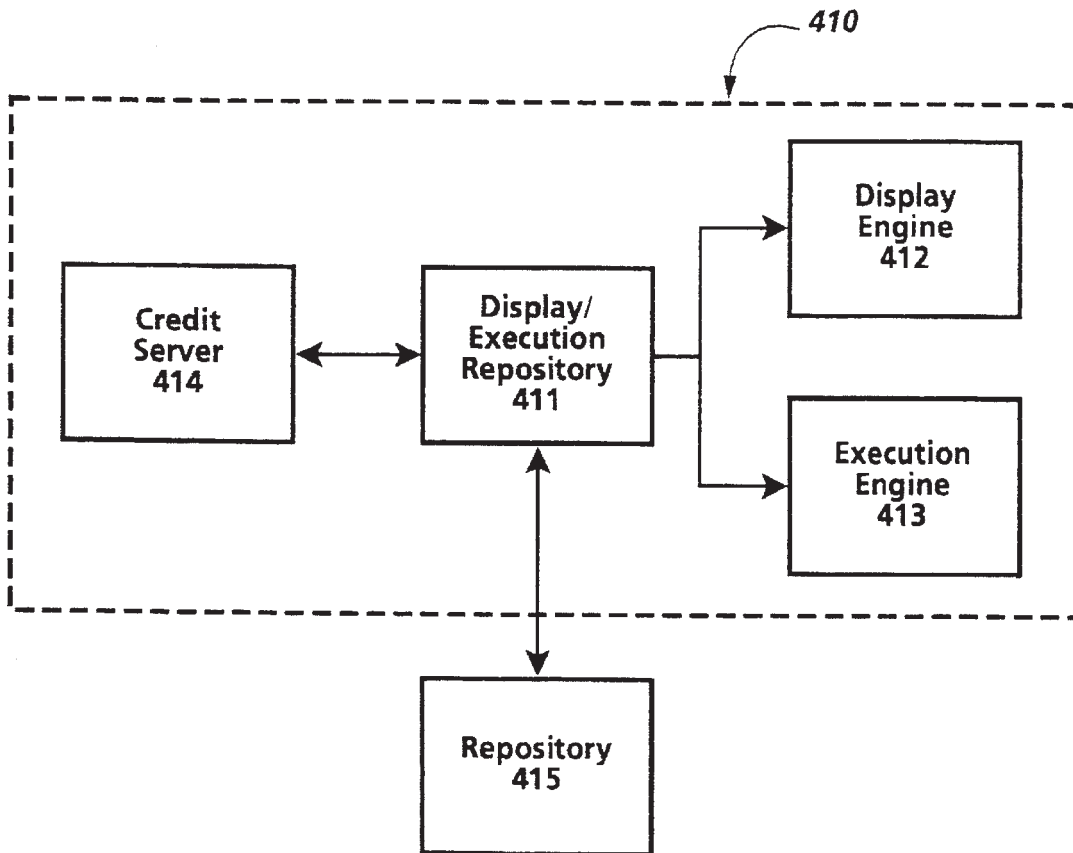 410
Display
Engine
412
Credit
Server
414
Display/
Execution
Repository
411
Execution
Engine
413
Repository
415